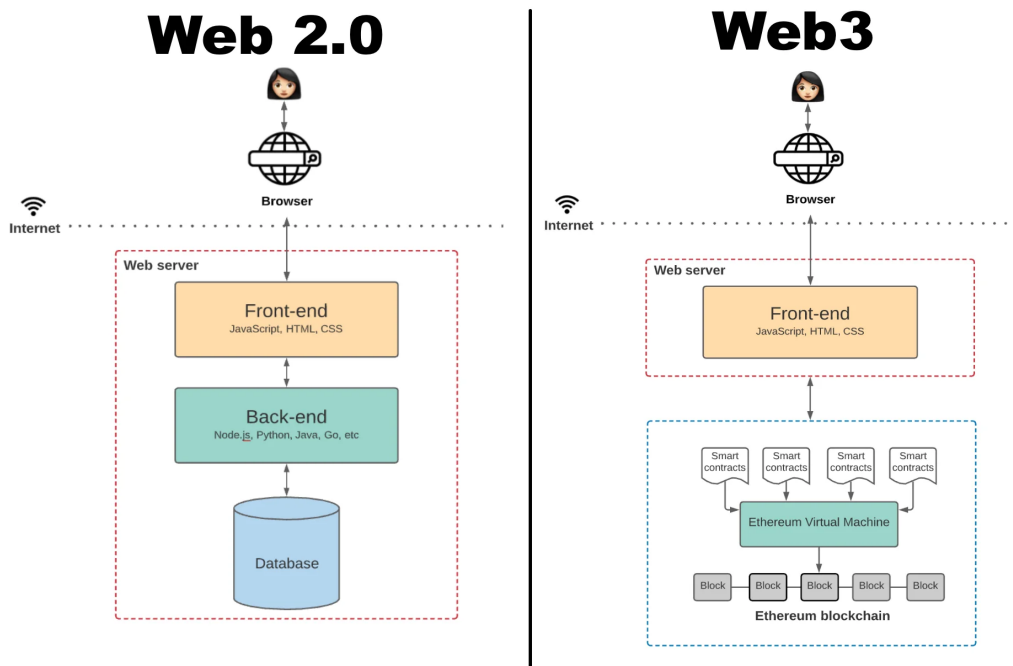 Web 2.0
Browser
Internet
Web server
Front-end
JavaScript, HTML, CSS
Back-end
Node.js, Python, Java, Go, etc
Database
Web3
Browser
Internet
Web server
Front-end
JavaScript, HTML, CSS
Smart
contracts
Smart
contracts
Smart
contracts
Smart
contracts
Ethereum Virtual Machine
Block
Block
Block
Block
Block
Ethereum blockchain